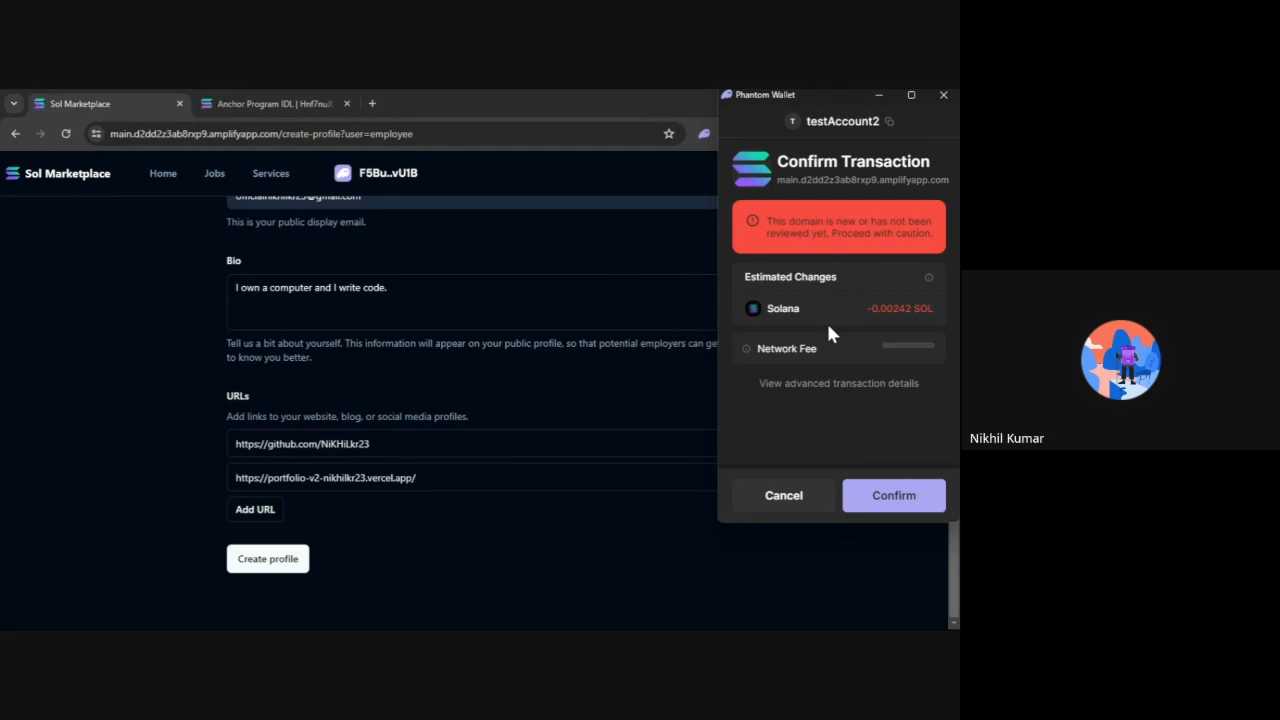 Sol Marketplace
Anchor Program IDL | Hnf7nuJ
main.d2dd2z3ab8rxp9.amplifyapp.com/create-profile?user=employee
Sol Marketplace
Home
Jobs
Services
F5Bu..vU1B
officialnikhilkr23@gmail.com
This is your public display email.
Bio
I own a computer and I write code.
Tell us a bit about yourself. This information will appear on your public profile, so that potential employers can get
to know you better.
URLs
Add links to your website, blog, or social media profiles.
https://github.com/NiKHiLkr23
https://portfolio-v2-nikhilkr23.vercel.app/
Add URL
Create profile
Phantom Wallet
T
testAccount2
Confirm Transaction
main.d2dd2z3ab8rxp9.amplifyapp.com
This domain is new or has not been
reviewed yet. Proceed with caution.
Estimated Changes
Solana
-0.00242 SOL
Network Fee
View advanced transaction details
Cancel
Confirm
Nikhil Kumar